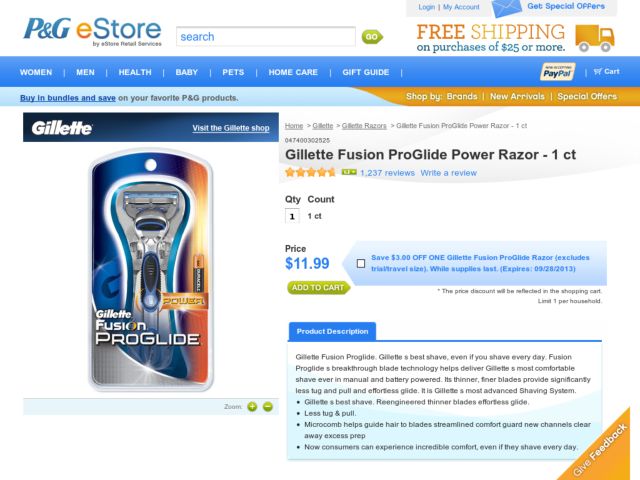 Login | My Account
Get Special Offers
P&G eStore
by eStore Retail Services
search
GO
FREE SHIPPING
on purchases of $25 or more.
WOMEN | MEN | HEALTH | BABY | PETS | HOME CARE | GIFT GUIDE |
NOW ACCEPTING
PayPal
| Cart
Buy in bundles and save on your favorite P&G products.
Shop by: Brands | New Arrivals | Special Offers
Gillette
Visit the Gillette shop
Home > Gillette > Gillette Razors > Gillette Fusion ProGlide Power Razor - 1 ct
047400302525
Gillette Fusion ProGlide Power Razor - 1 ct
1,237 reviews Write a review
Qty Count
1 1 ct
Price
$11.99
Save $3.00 OFF ONE Gillette Fusion ProGlide Razor (excludes
trial/travel size). While supplies last. (Expires: 09/28/2013)
ADD TO CART
* The price discount will be reflected in the shopping cart.
Limit 1 per household.
POWER
Gillette
Fusion
PROGLIDE
Zoom:
Product Description
Gillette Fusion Proglide. Gillette s best shave, even if you shave every day. Fusion
Proglide s breakthrough blade technology helps deliver Gillette s most comfortable
shave ever in manual and battery powered. Its thinner, finer blades provide significantly
less tug and pull and effortless glide. It is Gillette s most advanced Shaving System.
• Gillette s best shave. Reengineered thinner blades effortless glide.
• Less tug & pull.
• Microcomb helps guide hair to blades streamlined comfort guard new channels clear
away excess prep
• Now consumers can experience incredible comfort, even if they shave every day.
Give Feedback